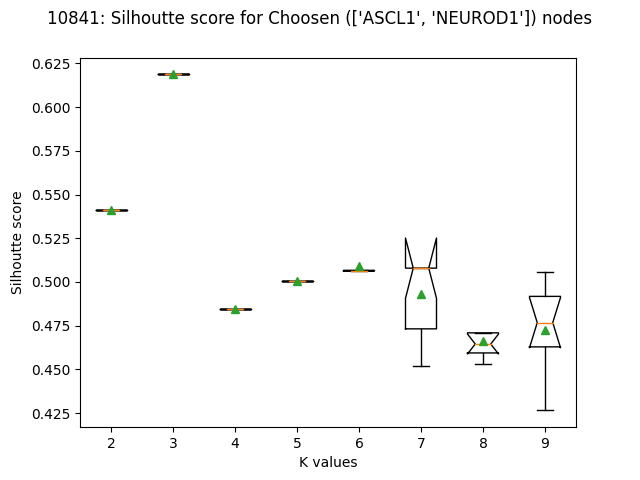 10841: Silhoutte score for Choosen (['ASCL1', 'NEUROD1']) nodes
0.625
0.600
0.575
0.550
0.525
0.500
0.475
0.450
0.425
Silhoutte score
2 3 4 5 6 7 8 9
K values